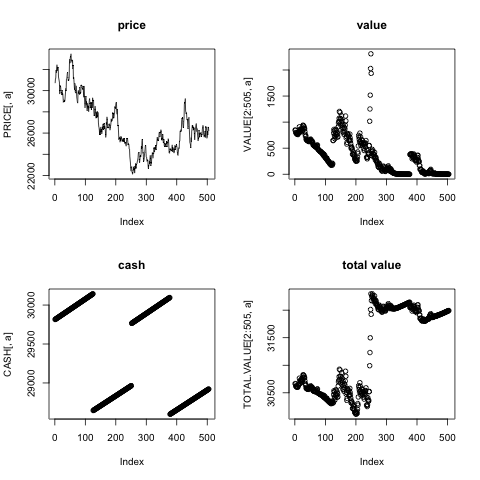 price
PRICE[, a]
22000 26000 30000
0 100 200 300 400 500
Index
value
VALUE[2:505, a]
0 500 1500
0 100 200 300 400 500
Index
cash
CASH[, a]
29000 29500 30000
0 100 200 300 400 500
Index
total value
TOTAL.VALUE[2:505, a]
30500 31500
0 100 200 300 400 500
Index